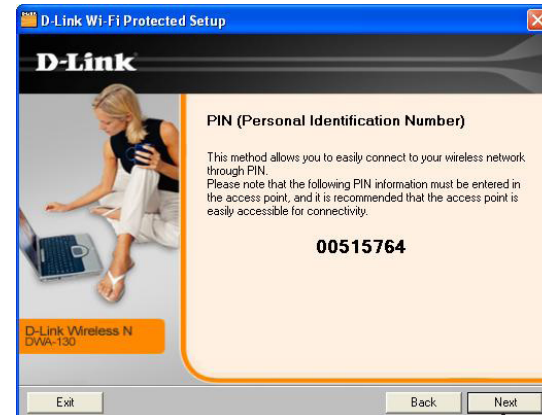 D-Link Wi-Fi Protected Setup
D-Link
PIN (Personal Identification Number)
This method allows you to easily connect to your wireless network
through PIN.
Please note that the following PIN information must be entered in
the access point, and it is recommended that the access point is
easily accessible for connectivity.
00515764
D-Link Wireless N
DWA-130
Exit
Back
Next